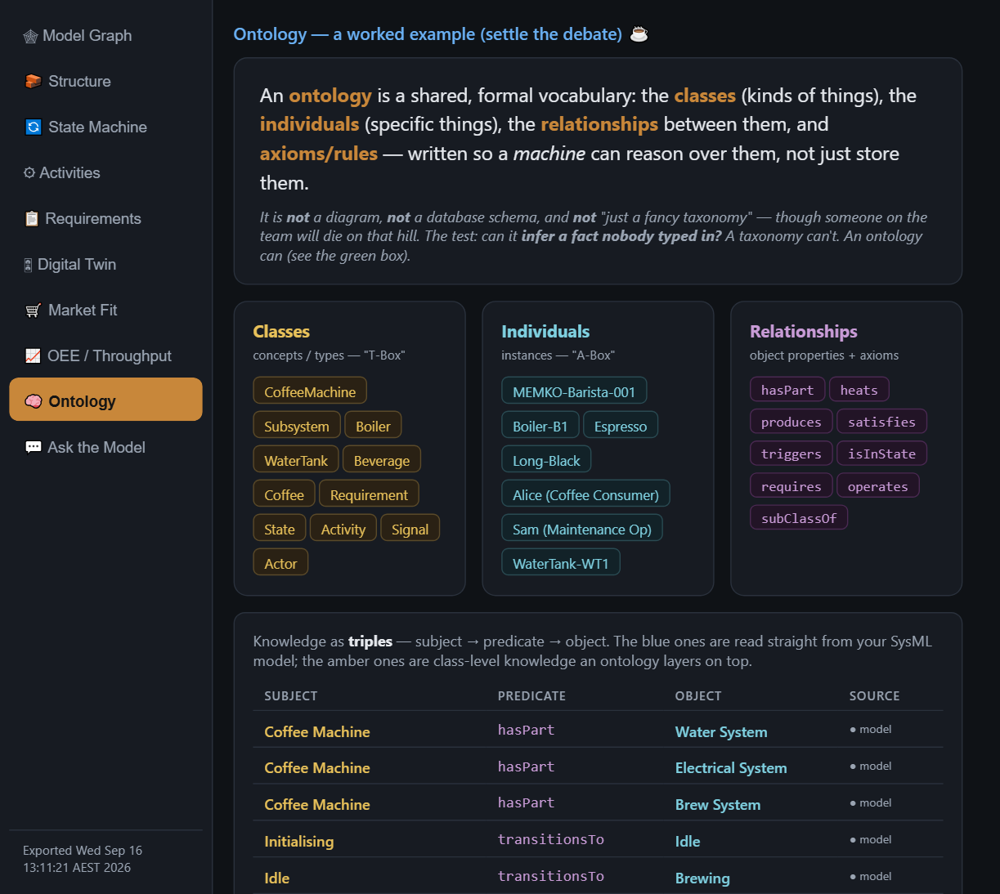 Model Graph
Structure
State Machine
Activities
Requirements
Digital Twin
Market Fit
OEE / Throughput
Ontology
Ask the Model
Exported Wed Sep 16
13:11:21 AEST 2026
Ontology — a worked example (settle the debate)
An ontology is a shared, formal vocabulary: the classes (kinds of things), the
individuals (specific things), the relationships between them, and
axioms/rules — written so a machine can reason over them, not just store
them.
It is not a diagram, not a database schema, and not "just a fancy taxonomy" — though someone on the
team will die on that hill. The test: can it infer a fact nobody typed in? A taxonomy can't. An ontology
can (see the green box).
Classes
concepts / types — "T-Box"
CoffeeMachine
Subsystem Boiler
WaterTank Beverage
Coffee Requirement
State Activity Signal
Actor
Individuals
instances — "A-Box"
MEMKO-Barista-001
Boiler-B1 Espresso
Long-Black
Alice (Coffee Consumer)
Sam (Maintenance Op)
WaterTank-WT1
Relationships
object properties + axioms
hasPart heats
produces satisfies
triggers isInState
requires operates
subClassOf
Knowledge as triples — subject → predicate → object. The blue ones are read straight from your SysML
model; the amber ones are class-level knowledge an ontology layers on top.
SUBJECT PREDICATE OBJECT SOURCE
Coffee Machine hasPart Water System ● model
Coffee Machine hasPart Electrical System ● model
Coffee Machine hasPart Brew System ● model
Initialising transitionsTo Idle ● model
Idle transitionsTo Brewing ● model